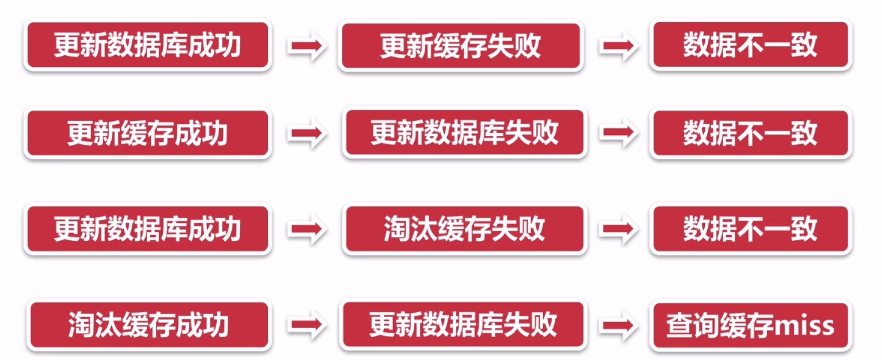 更新数据库成功 更新缓存失败 数据不一致
更新缓存成功 更新数据库失败 数据不一致
更新数据库成功 淘汰缓存失败 数据不一致
淘汰缓存成功 更新数据库失败 查询缓存miss